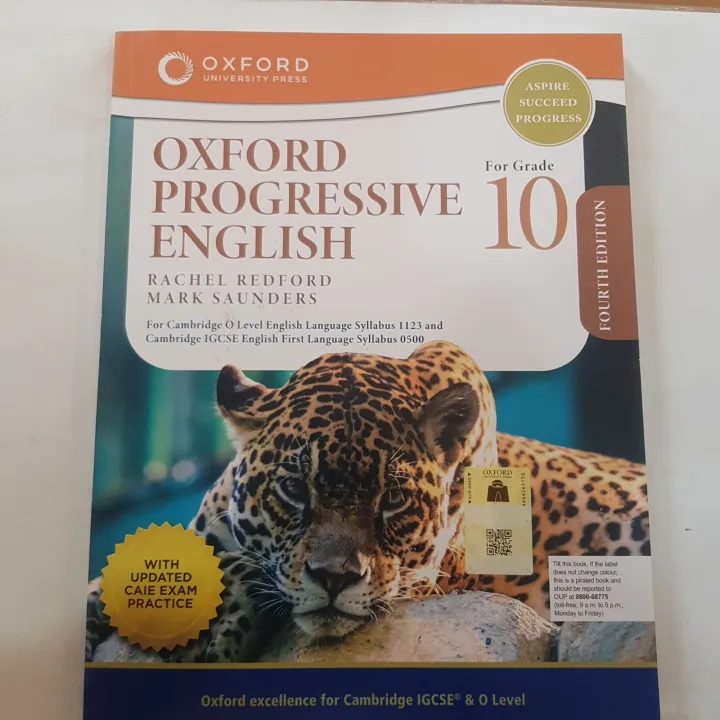 OXFORD
UNIVERSITY PRESS
ASPIRE
SUCCEED
PROGRESS
OXFORD
PROGRESSIVE
ENGLISH
For Grade
10
FOURTH EDITION
RACHEL REDFORD
MARK SAUNDERS
For Cambridge O Level English Language Syllabus 1123 and
Cambridge IGCSE English First Language Syllabus 0500
OXFORD
WITH
UPDATED
CAIE EXAM
PRACTICE
Tilt this book. If the label
does not change colour,
this is a pirated book and
should be reported to
OUP at 0800-68775
(toll-free; 9 a.m. to 5 p.m.;
Monday to Friday)
Oxford excellence for Cambridge IGCSE® & O Level